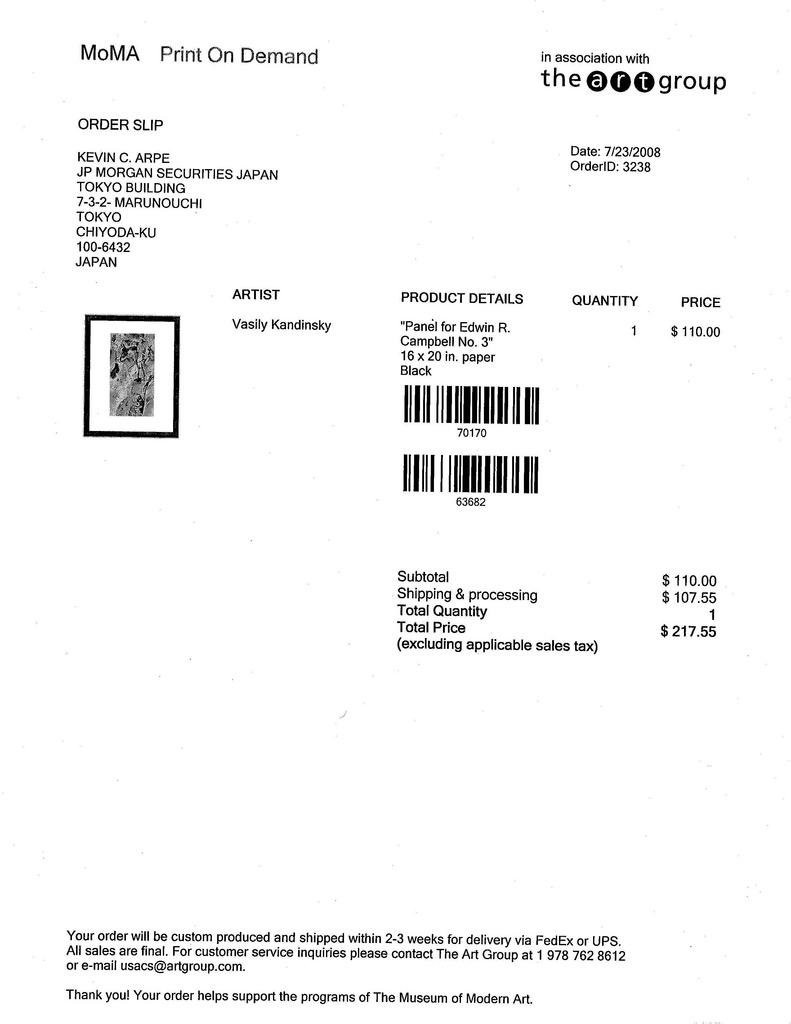 MoMA Print On Demand
in association with
the art group
ORDER SLIP
Date: 7/23/2008
OrderID: 3238
KEVIN C. ARPE
JP MORGAN SECURITIES JAPAN
TOKYO BUILDING
7-3-2- MARUNOUCHI
TOKYO
CHIYODA-KU
100-6432
JAPAN
ARTIST PRODUCT DETAILS QUANTITY PRICE
Vasily Kandinsky "Panel for Edwin R. 1 $ 110.00
Campbell No. 3"
16 x 20 in. paper
Black
70170
63682
Subtotal $ 110.00
Shipping & processing $ 107.55
Total Quantity 1
Total Price $ 217.55
(excluding applicable sales tax)
Your order will be custom produced and shipped within 2-3 weeks for delivery via FedEx or UPS.
All sales are final. For customer service inquiries please contact The Art Group at 1 978 762 8612
or e-mail usacs@artgroup.com.
Thank you! Your order helps support the programs of The Museum of Modern Art.